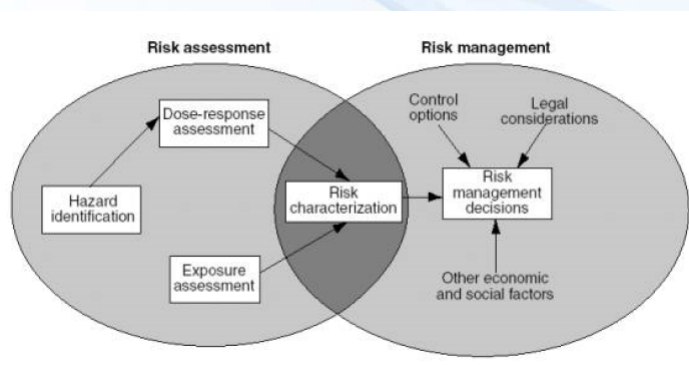 Risk assessment
Risk management
Dose-response
assessment
Control
options
Legal
considerations
Hazard
identification
Risk
characterization
Risk
management
decisions
Exposure
assessment
Other economic
and social factors